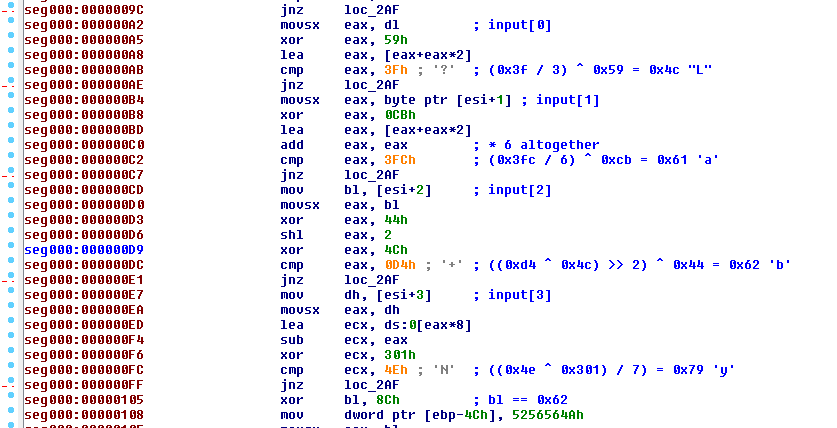 seg000:0000009C jnz loc_2AF
seg000:000000A2 movsx eax, dl ; input[0]
seg000:000000A5 xor eax, 59h
seg000:000000A8 lea eax, [eax+eax*2]
seg000:000000AB cmp eax, 3Fh ; '?' ; (0x3f / 3) ^ 0x59 = 0x4c "L"
seg000:000000AE jnz loc_2AF
seg000:000000B4 movsx eax, byte ptr [esi+1] ; input[1]
seg000:000000B8 xor eax, 0CBh
seg000:000000BD lea eax, [eax+eax*2]
seg000:000000C0 add eax, eax ; * 6 altogether
seg000:000000C2 cmp eax, 3FCh ; (0x3fc / 6) ^ 0xcb = 0x61 'a'
seg000:000000C7 jnz loc_2AF
seg000:000000CD mov bl, [esi+2] ; input[2]
seg000:000000D0 movsx eax, bl
seg000:000000D3 xor eax, 44h
seg000:000000D6 shl eax, 2
seg000:000000D9 xor eax, 4Ch
seg000:000000DC cmp eax, 0D4h ; '+' ; ((0xd4 ^ 0x4c) >> 2) ^ 0x44 = 0x62 'b'
seg000:000000E1 jnz loc_2AF
seg000:000000E7 mov dh, [esi+3] ; input[3]
seg000:000000EA movsx eax, dh
seg000:000000ED lea ecx, ds:0[eax*8]
seg000:000000F4 sub ecx, eax
seg000:000000F6 xor ecx, 301h
seg000:000000FC cmp ecx, 4Eh ; 'N' ; ((0x4e ^ 0x301) / 7) = 0x79 'y'
seg000:000000FF jnz loc_2AF
seg000:00000105 xor bl, 8Ch ; bl == 0x62
seg000:00000108 mov dword ptr [ebp-4Ch], 5256564Ah